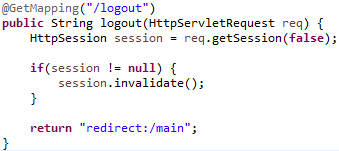 @GetMapping("/logout")
public String logout(HttpServletRequest req) {
    HttpSession session = req.getSession(false);

    if(session != null) {
        session.invalidate();
    }

    return "redirect:/main";
}